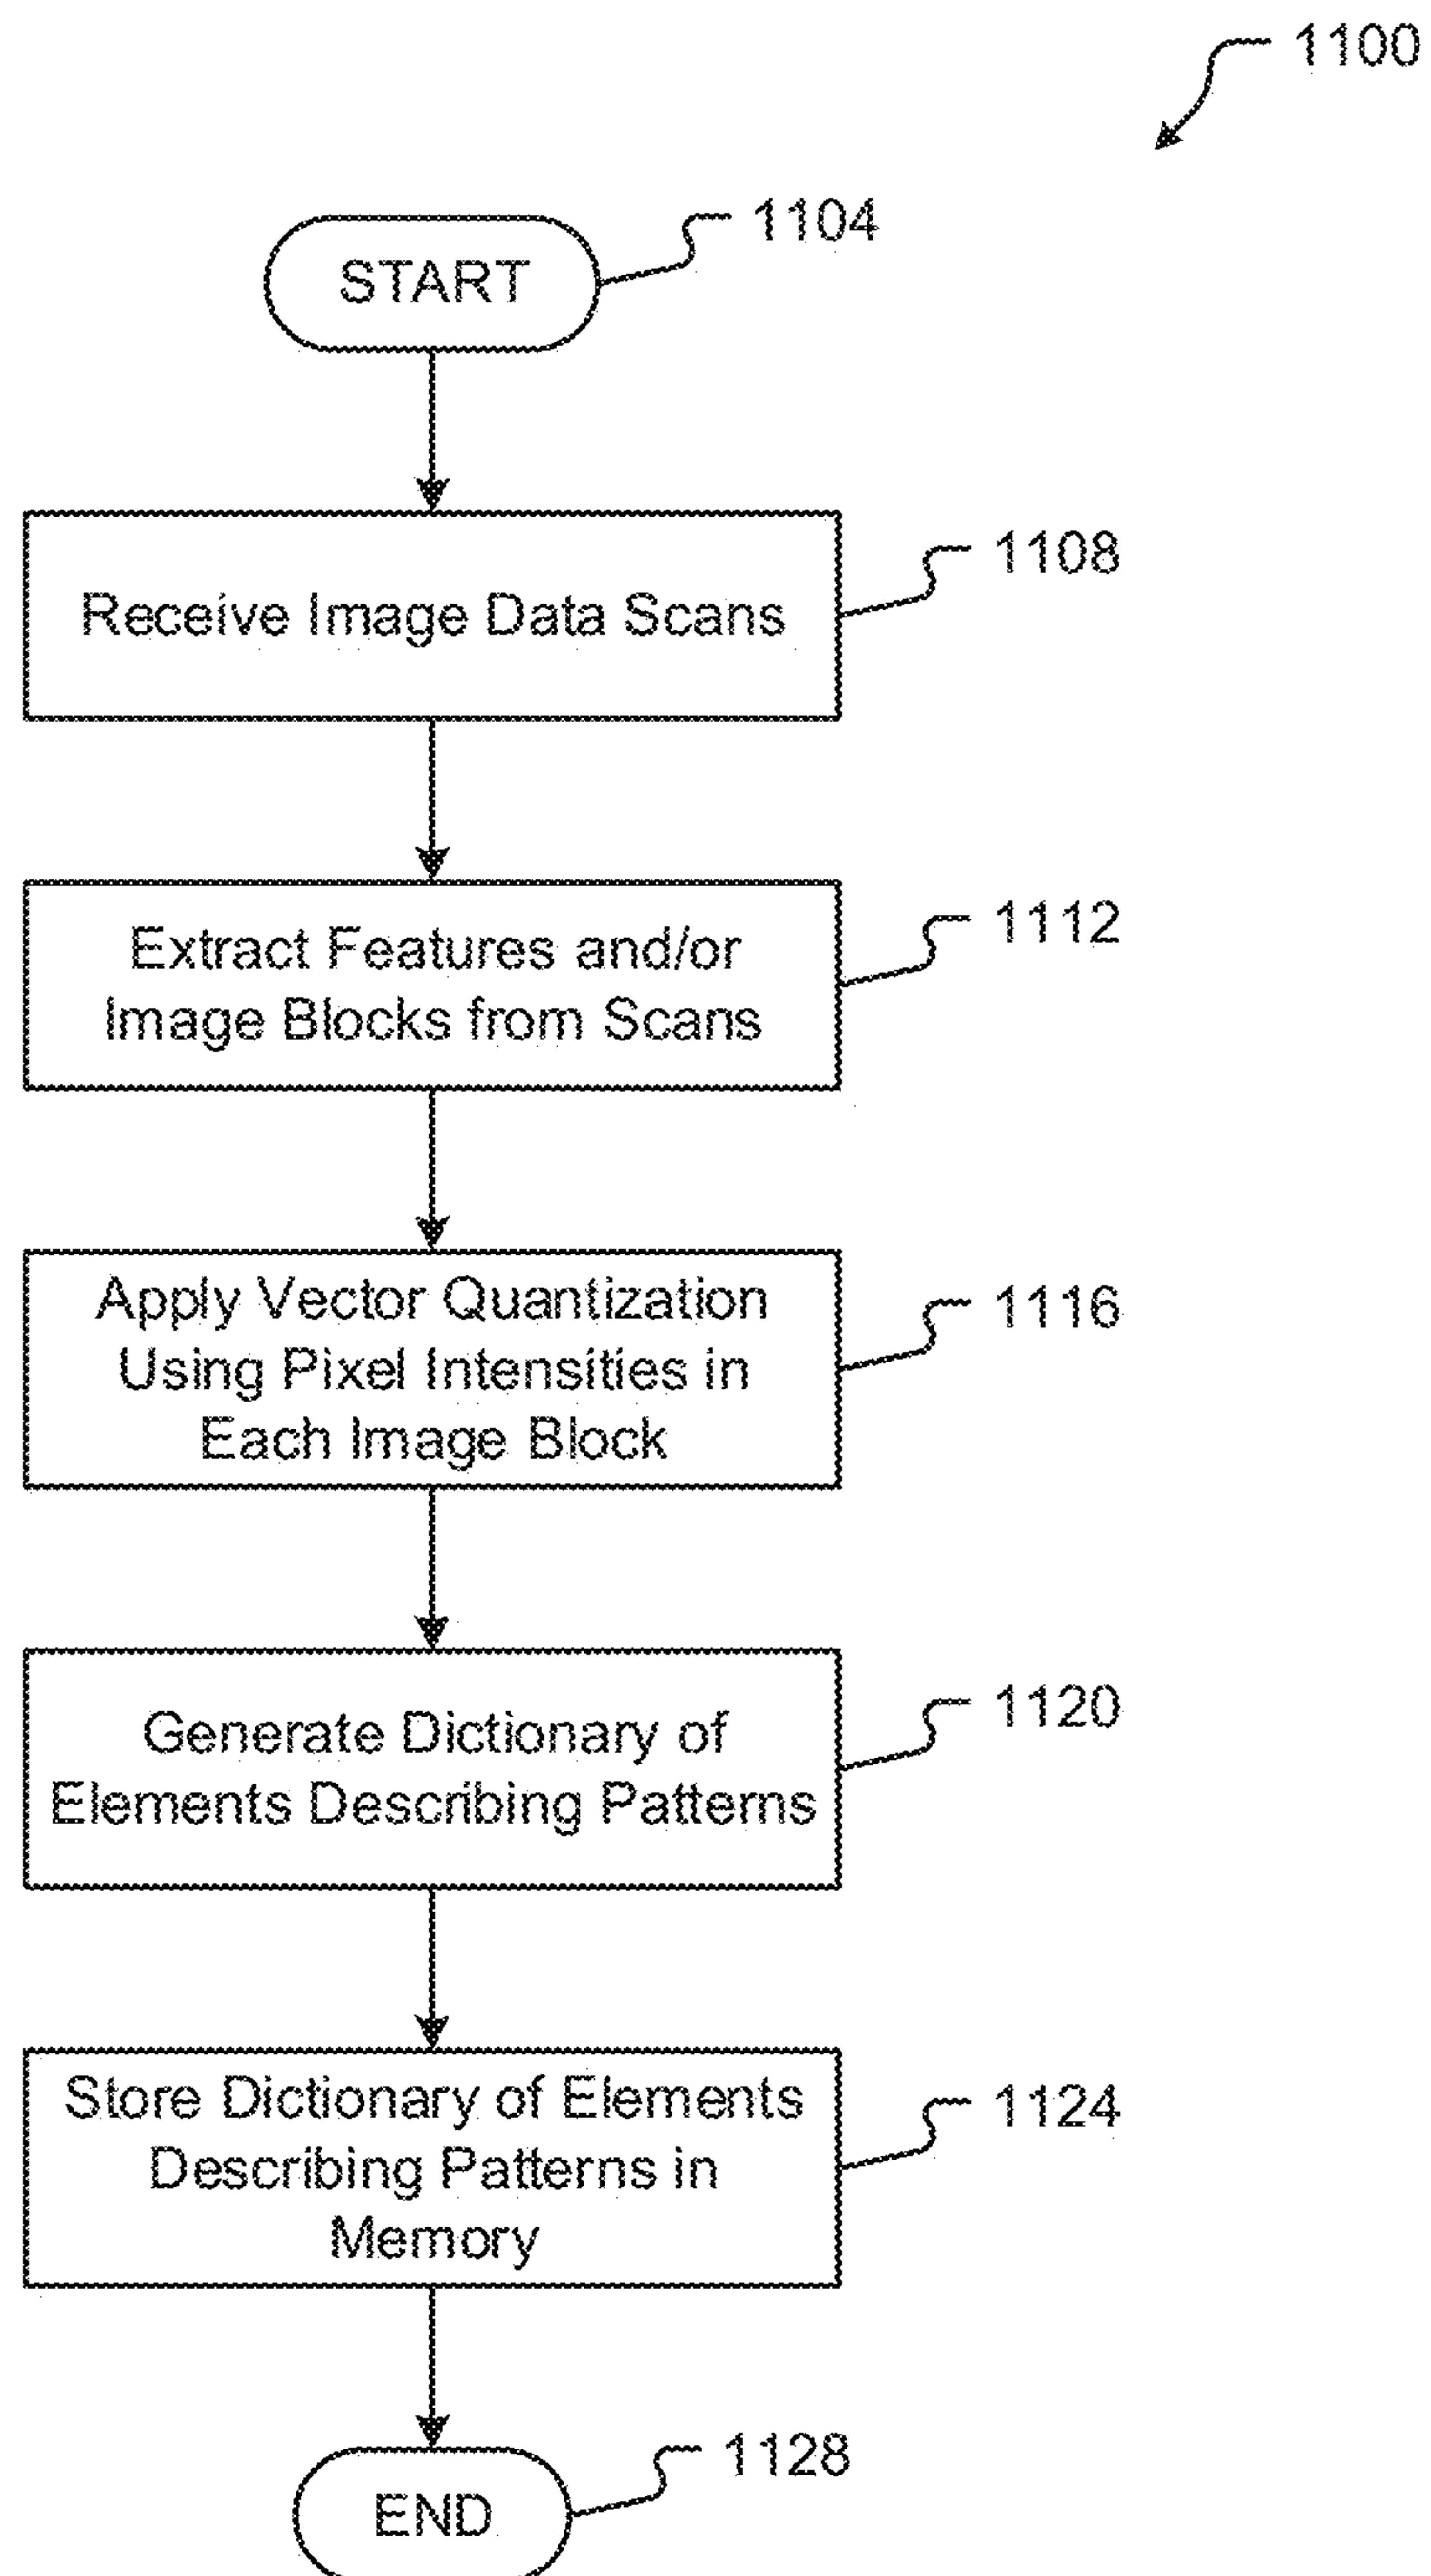 1100
1104
START
1108
Receive Image Data Scans
1112
Extract Features and/or
Image Blocks from Scans
1116
Apply Vector Quantization
Using Pixel Intensities in
Each Image Block
1120
Generate Dictionary of
Elements Describing Patterns
1124
Store Dictionary of Elements
Describing Patterns in
Memory
1128
END